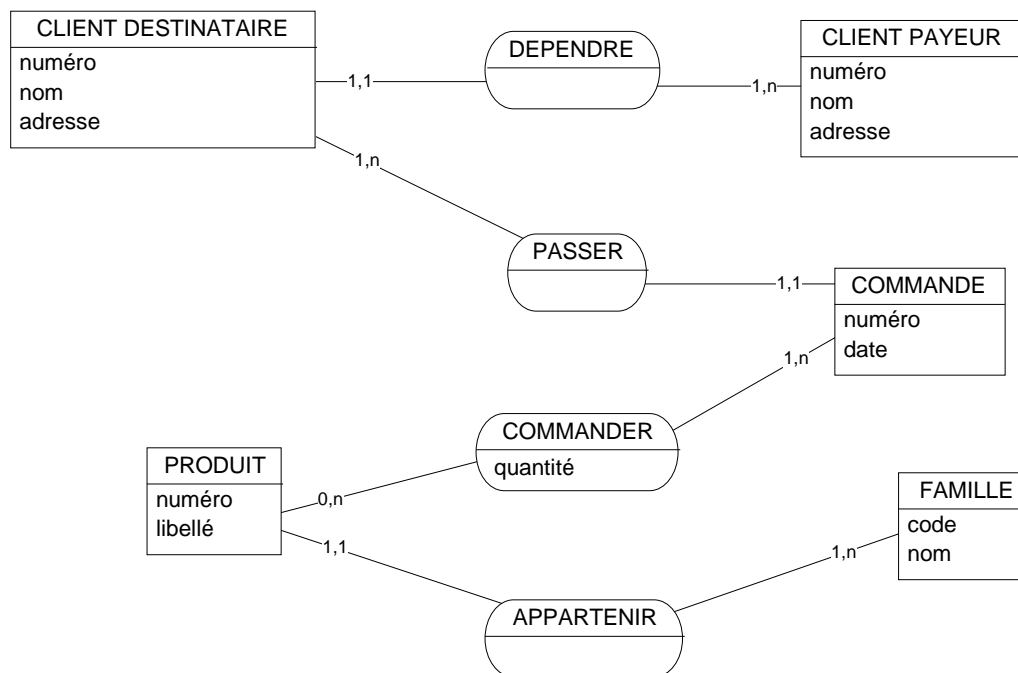 CLIENT DESTINATAIRE
numéro
nom
adresse
1,1
DEPENDRE
1,n
CLIENT PAYEUR
numéro
nom
adresse
1,n
PASSER
1,1
COMMANDE
numéro
date
1,n
COMMANDER
quantité
0,n
PRODUIT
numéro
libellé
1,1
APPARTENIR
1,n
FAMILLE
code
nom